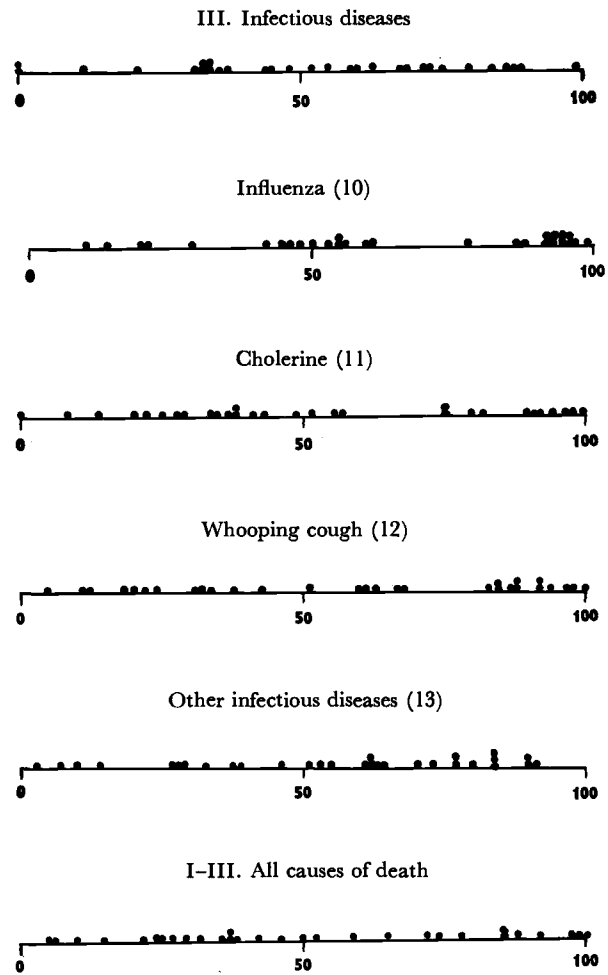 III. Infectious diseases
0 50 100
Influenza (10)
0 50 100
Cholerine (11)
0 50 100
Whooping cough (12)
0 50 100
Other infectious diseases (13)
0 50 100
I–III. All causes of death
0 50 100